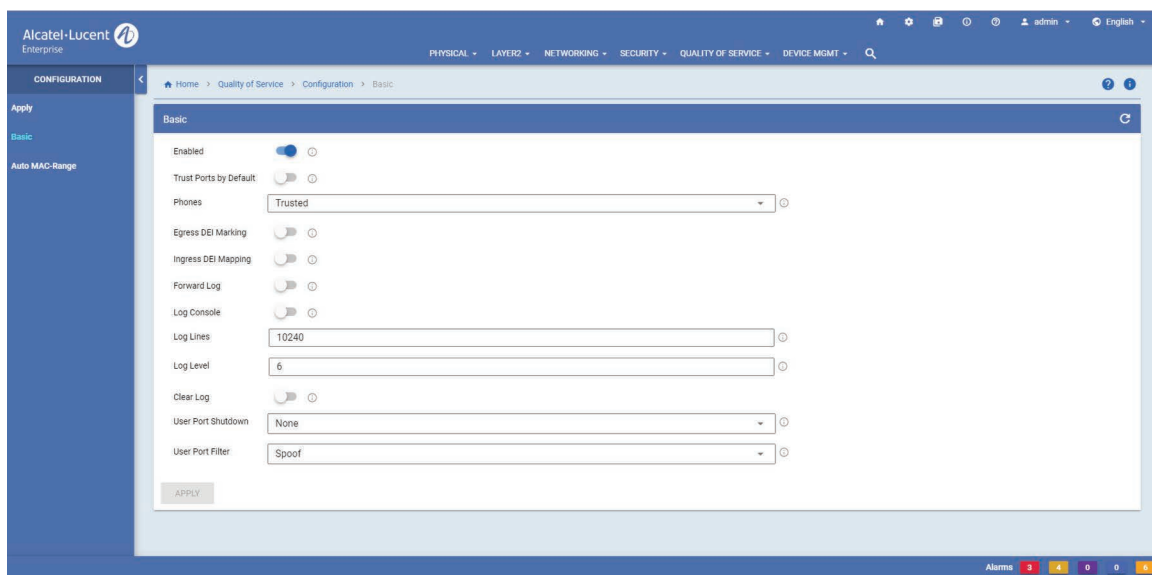 Alcatel·Lucent
Enterprise
admin
English
PHYSICAL LAYER2 NETWORKING SECURITY QUALITY OF SERVICE DEVICE MGMT
CONFIGURATION
Home > Quality of Service > Configuration > Basic
Apply
Basic
Auto MAC-Range
Basic
Enabled
Trust Ports by Default
Phones Trusted
Egress DEI Marking
Ingress DEI Mapping
Forward Log
Log Console
Log Lines 10240
Log Level 6
Clear Log
User Port Shutdown None
User Port Filter Spoof
APPLY
Alarms 3 4 0 0 6